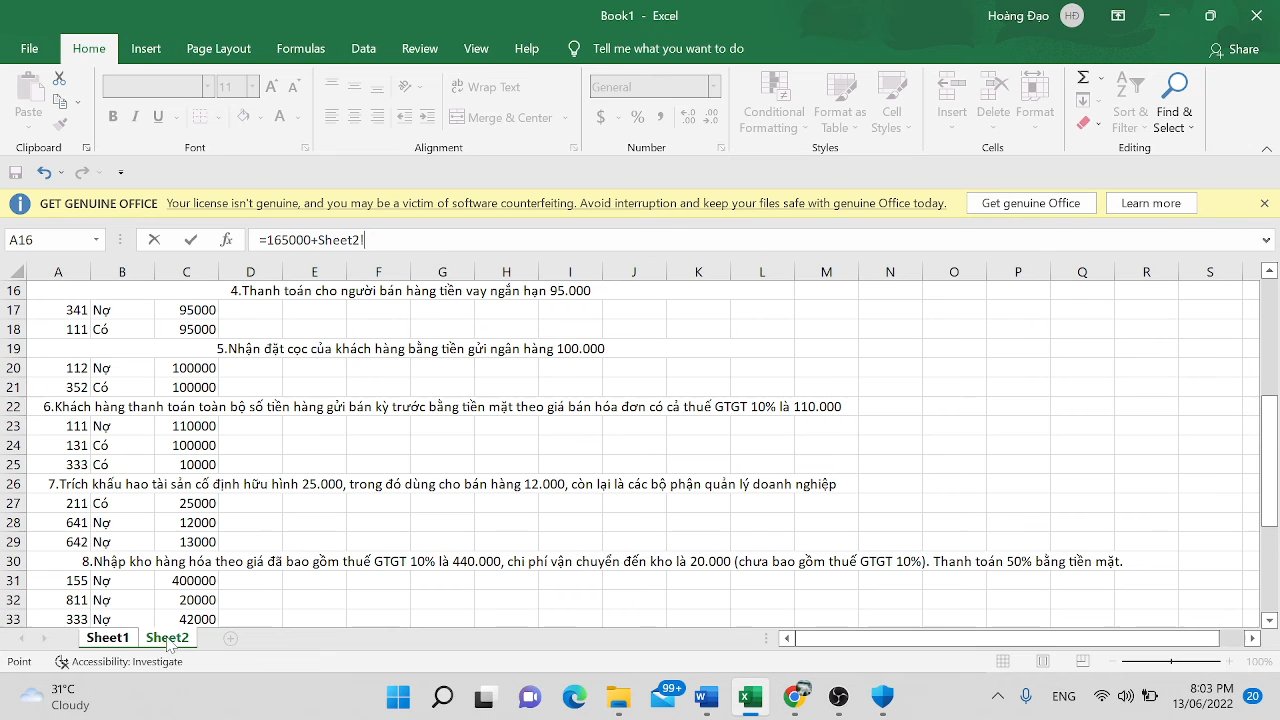 Book1 - Excel
Hoàng Đạo
HĐ
File Home Insert Page Layout Formulas Data Review View Help Tell me what you want to do Share
11 Wrap Text General
Paste B I U Merge & Center $ % Conditional Formatting Format as Table Cell Styles Insert Delete Format Sort & Filter Find & Select
Clipboard Font Alignment Number Styles Cells Editing
GET GENUINE OFFICE Your license isn't genuine, and you may be a victim of software counterfeiting. Avoid interruption and keep your files safe with genuine Office today. Get genuine Office Learn more
A16 fx =165000+Sheet2!
A B C D E F G H I J K L M N O P Q R S
16 4.Thanh toán cho người bán hàng tiền vay ngắn hạn 95.000
17 341 Nợ 95000
18 111 Có 95000
19 5.Nhận đặt cọc của khách hàng bằng tiền gửi ngân hàng 100.000
20 112 Nợ 100000
21 352 Có 100000
22 6.Khách hàng thanh toán toàn bộ số tiền hàng gửi bán kỳ trước bằng tiền mặt theo giá bán hóa đơn có cả thuế GTGT 10% là 110.000
23 111 Nợ 110000
24 131 Có 100000
25 333 Có 10000
26 7.Trích khấu hao tài sản cố định hữu hình 25.000, trong đó dùng cho bán hàng 12.000, còn lại là các bộ phận quản lý doanh nghiệp
27 211 Có 25000
28 641 Nợ 12000
29 642 Nợ 13000
30 8.Nhập kho hàng hóa theo giá đã bao gồm thuế GTGT 10% là 440.000, chi phí vận chuyển đến kho là 20.000 (chưa bao gồm thuế GTGT 10%). Thanh toán 50% bằng tiền mặt.
31 155 Nợ 400000
32 811 Nợ 20000
33 333 Nợ 42000
Sheet1 Sheet2
Point Accessibility: Investigate 100%
31°C
Cloudy
99+
ENG
8:03 PM
13/06/2022
20